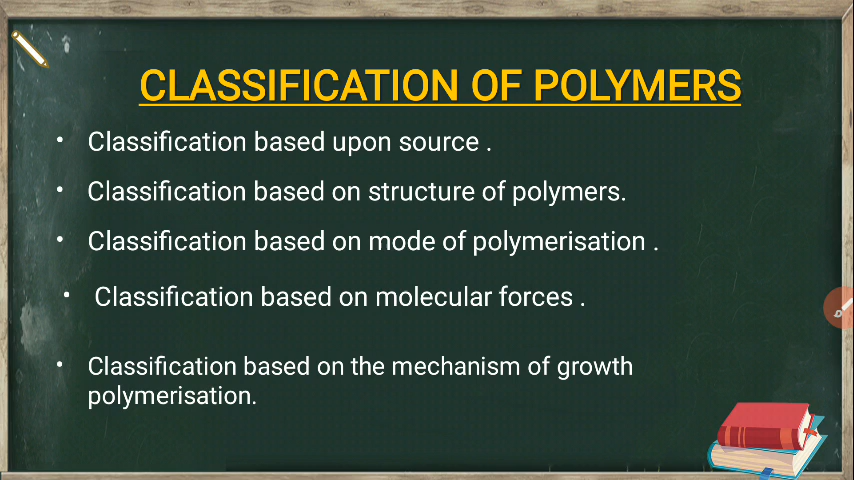 CLASSIFICATION OF POLYMERS
• Classification based upon source .
• Classification based on structure of polymers.
• Classification based on mode of polymerisation .
• Classification based on molecular forces .
• Classification based on the mechanism of growth
polymerisation.